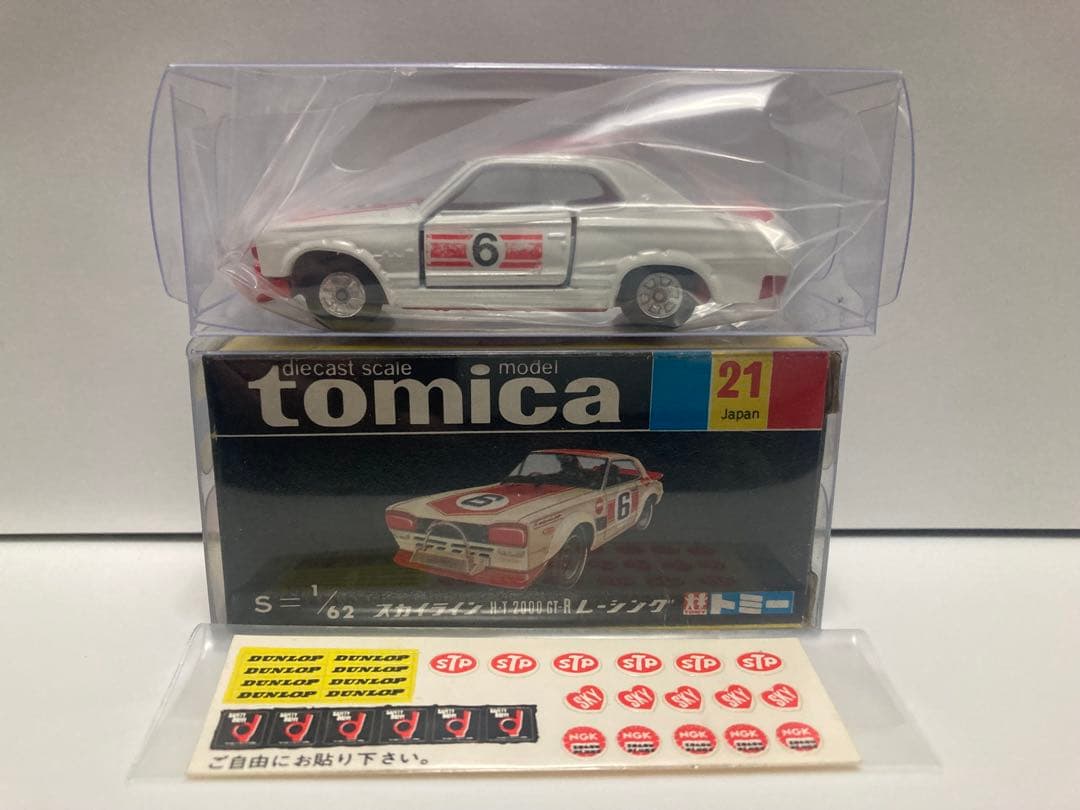 6
diecast scale model
tomica
21
Japan
6
6
S=1/62 スカイライン H·T 2000 GT-R レーシング トミー
DUNLOP DUNLOP STP STP STP STP STP STP
DUNLOP DUNLOP
DUNLOP DUNLOP SKY SKY SKY SKY SKY
DUNLOP DUNLOP
NGK NGK NGK NGK NGK
ご自由にお貼り下さい。